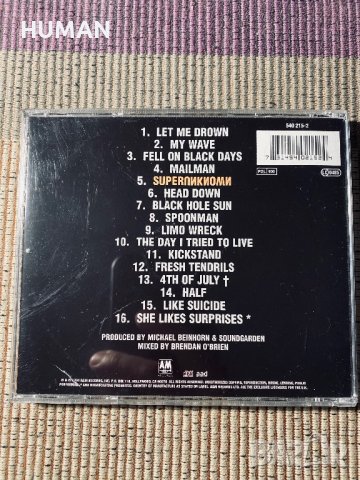 HUMAN
540 215-2
1. LET ME DROWN
2. MY WAVE
3. FELL ON BLACK DAYS
4. MAILMAN
5. SUPERUNKNOWN
6. HEAD DOWN
7. BLACK HOLE SUN
8. SPOONMAN
9. LIMO WRECK
10. THE DAY I TRIED TO LIVE
11. KICKSTAND
12. FRESH TENDRILS
13. 4TH OF JULY †
14. HALF
15. LIKE SUICIDE
16. SHE LIKES SURPRISES *
PRODUCED BY MICHAEL BEINHORN & SOUNDGARDEN
MIXED BY BRENDAN O'BRIEN
A&M
aad